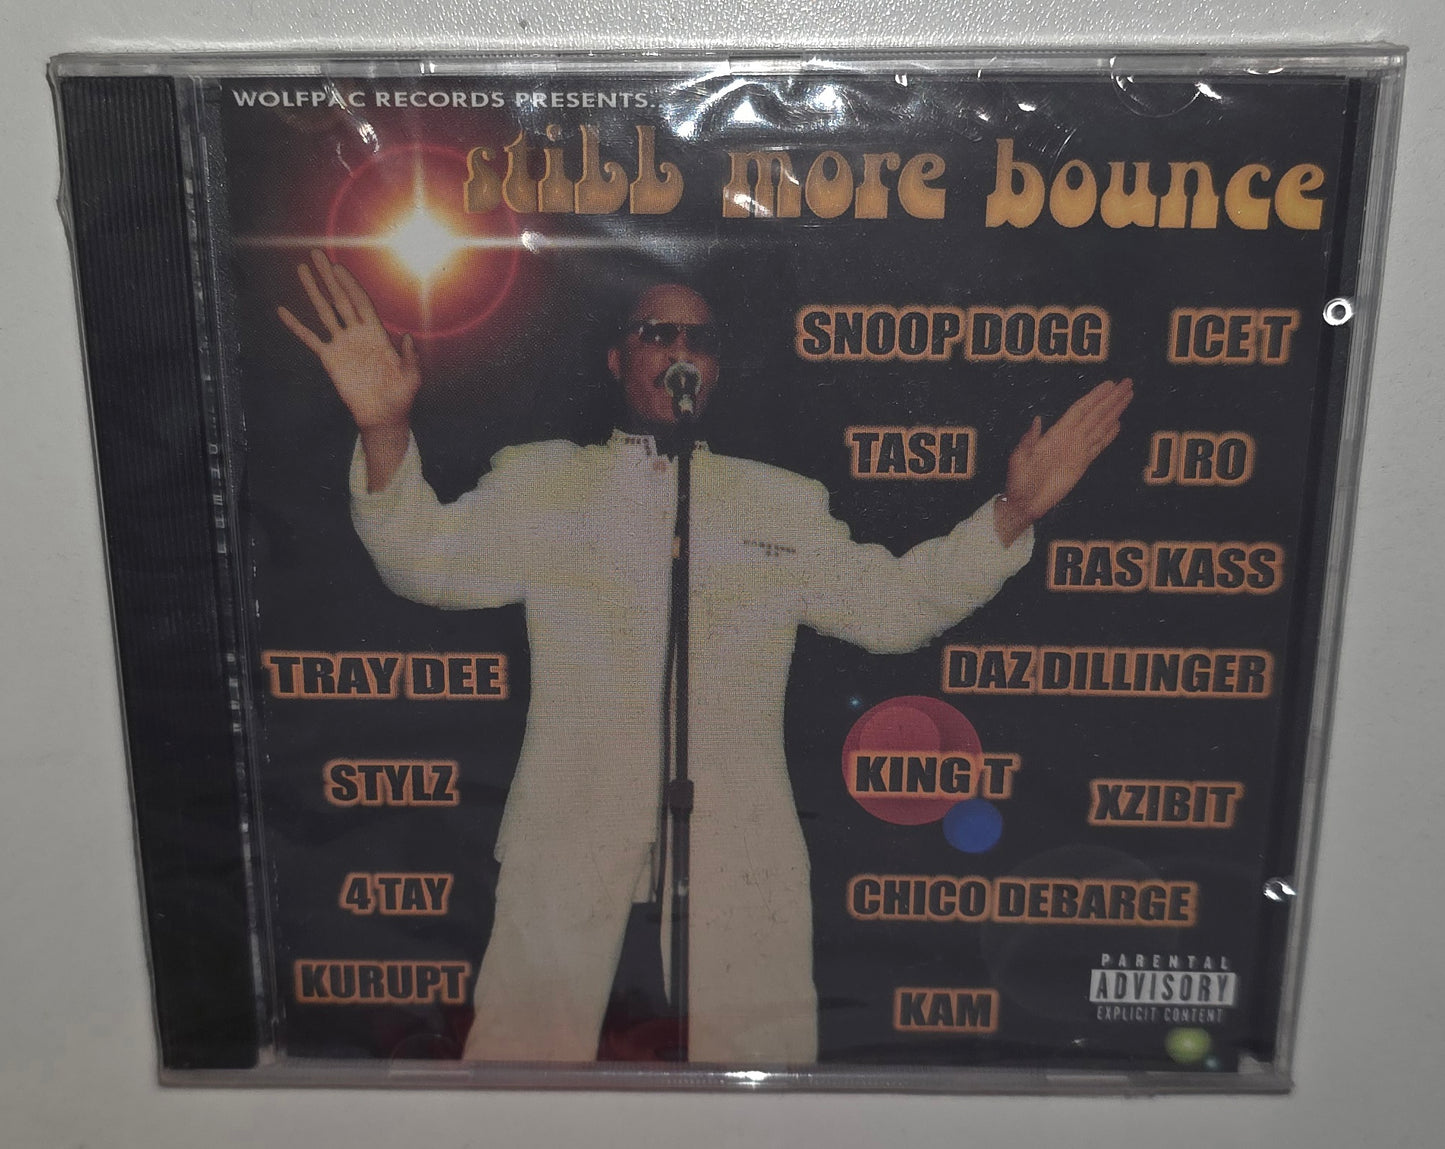 WOLFPAC RECORDS PRESENTS...
still more bounce
SNOOP DOGG ICE T
TASH J RO
RAS KASS
TRAY DEE DAZ DILLINGER
STYLZ KING T XZIBIT
4 TAY CHICO DEBARGE
KURUPT KAM
PARENTAL
ADVISORY
EXPLICIT CONTENT